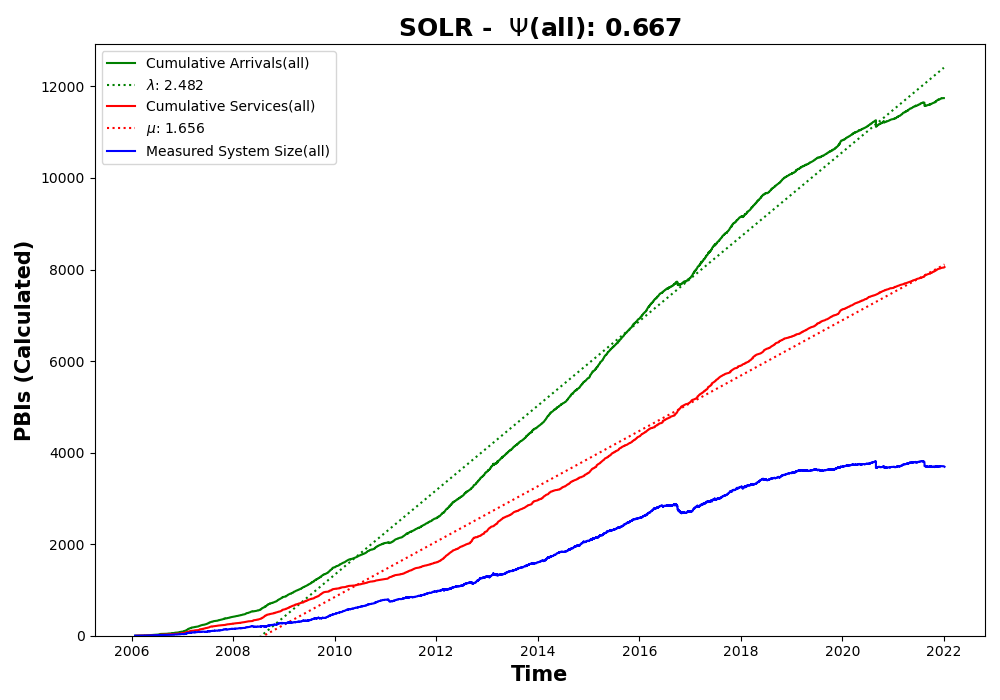 SOLR - Ψ(all): 0.667
Cumulative Arrivals(all)
λ: 2.482
Cumulative Services(all)
μ: 1.656
Measured System Size(all)
PBIs (Calculated)
12000
10000
8000
6000
4000
2000
0
2006 2008 2010 2012 2014 2016 2018 2020 2022
Time